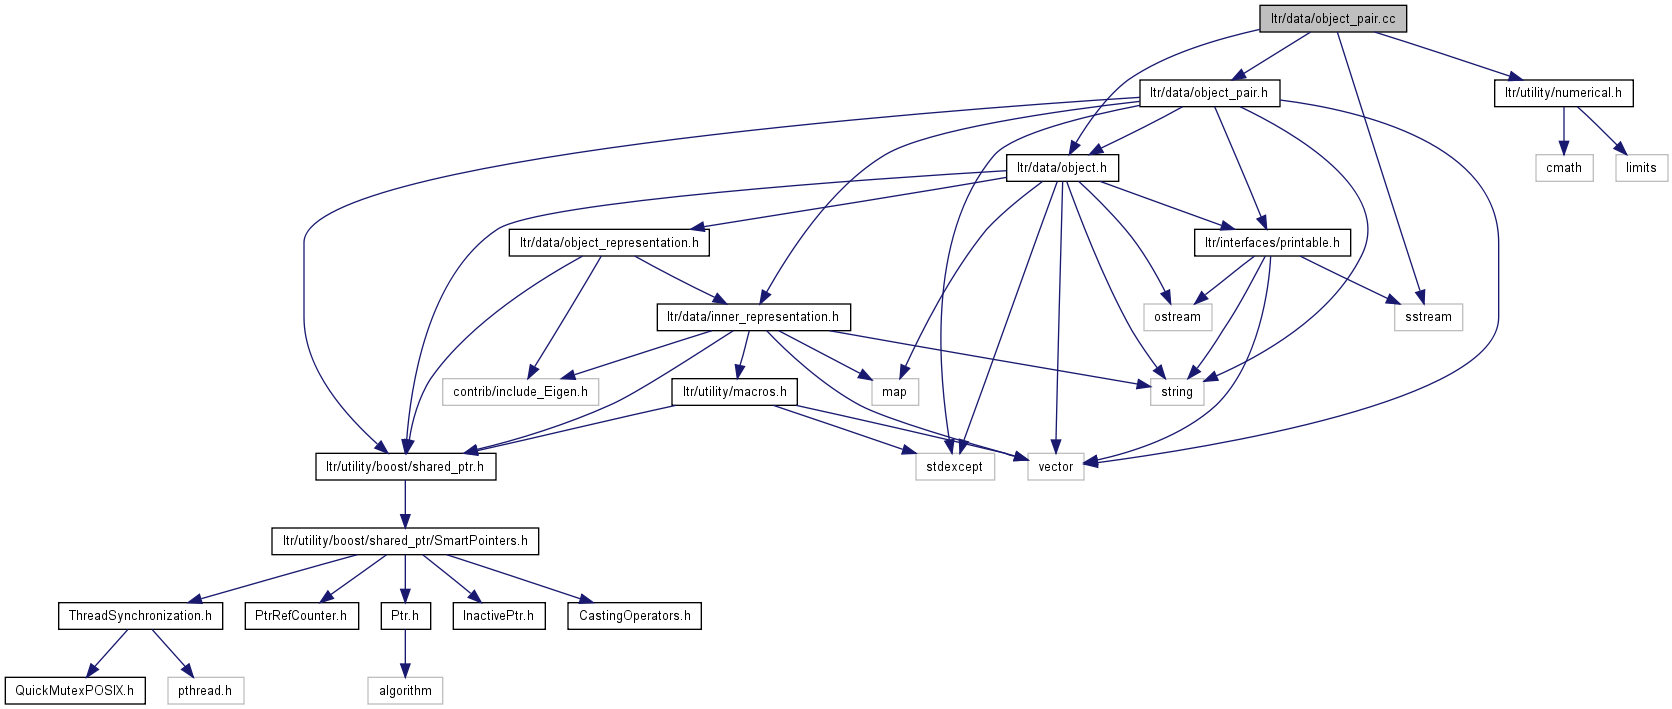 ltr/data/object_pair.cc
ltr/data/object_pair.h
ltr/utility/numerical.h
ltr/data/object.h
cmath
limits
ltr/data/object_representation.h
ltr/interfaces/printable.h
ltr/data/inner_representation.h
ostream
sstream
contrib/include_Eigen.h
ltr/utility/macros.h
map
string
ltr/utility/boost/shared_ptr.h
stdexcept
vector
ltr/utility/boost/shared_ptr/SmartPointers.h
ThreadSynchronization.h
PtrRefCounter.h
Ptr.h
InactivePtr.h
CastingOperators.h
QuickMutexPOSIX.h
pthread.h
algorithm